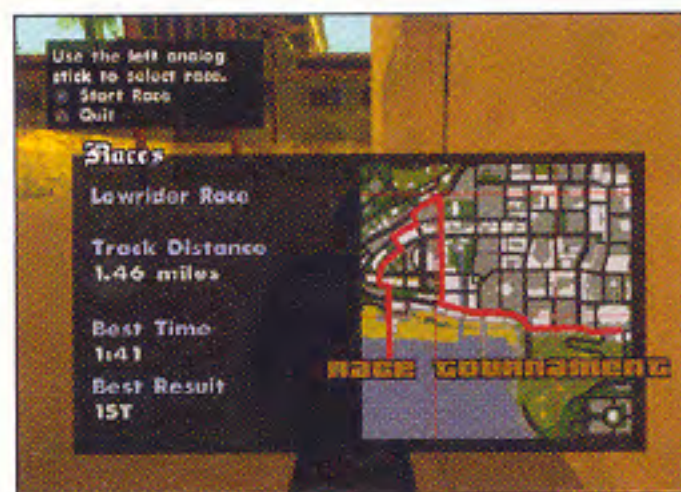 Use the left analog
stick to select race.
Start Race
Quit
Races
Lowrider Race
Track Distance
1.46 miles
Best Time
1:41
Best Result
1ST
RACE TOURNAMENT